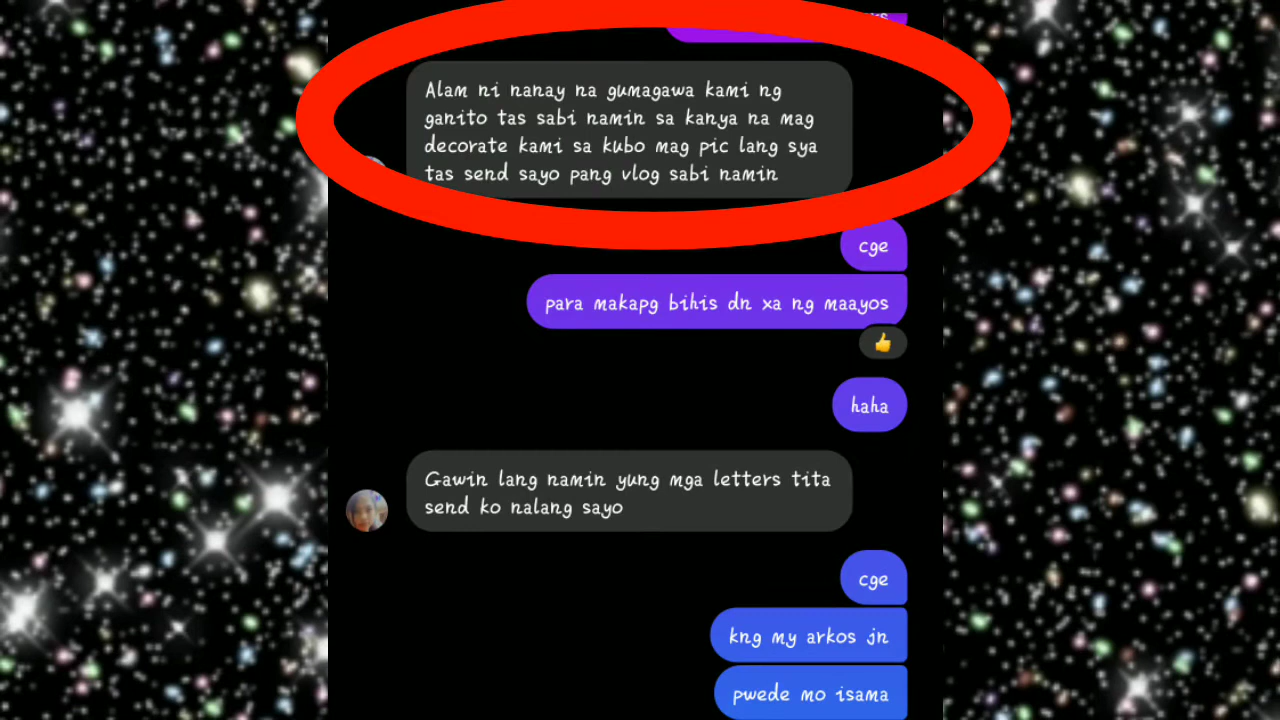 Alam ni nanay na gumagawa kami ng
ganito tas sabi namin sa kanya na mag
decorate kami sa kubo mag pic lang sya
tas send sayo pang vlog sabi namin
cge
para makapg bihis dn xa ng maayos
haha
Gawin lang namin yung mga letters tita
send ko nalang sayo
cge
kng my arkos jn
pwede mo isama